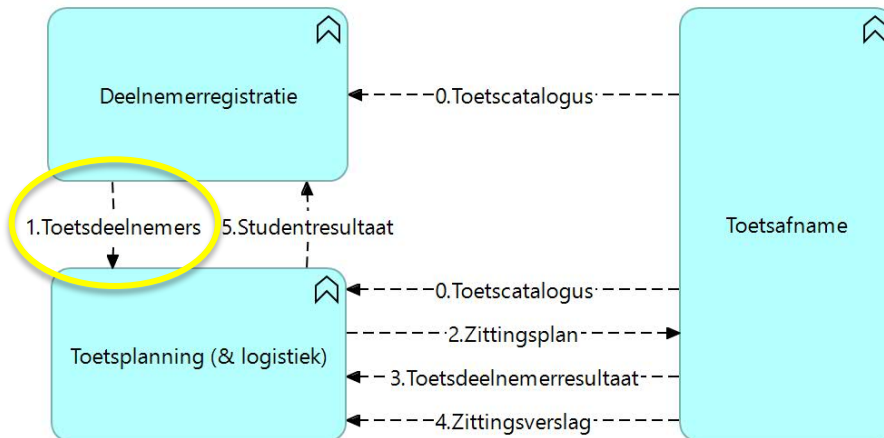 Deelnemerregistratie
0.Toetscatalogus
1.Toetsdeelnemers
5.Studentresultaat
Toetsafname
0.Toetscatalogus
2.Zittingsplan
Toetsplanning (& logistiek)
3.Toetsdeelnemerresultaat
4.Zittingsverslag